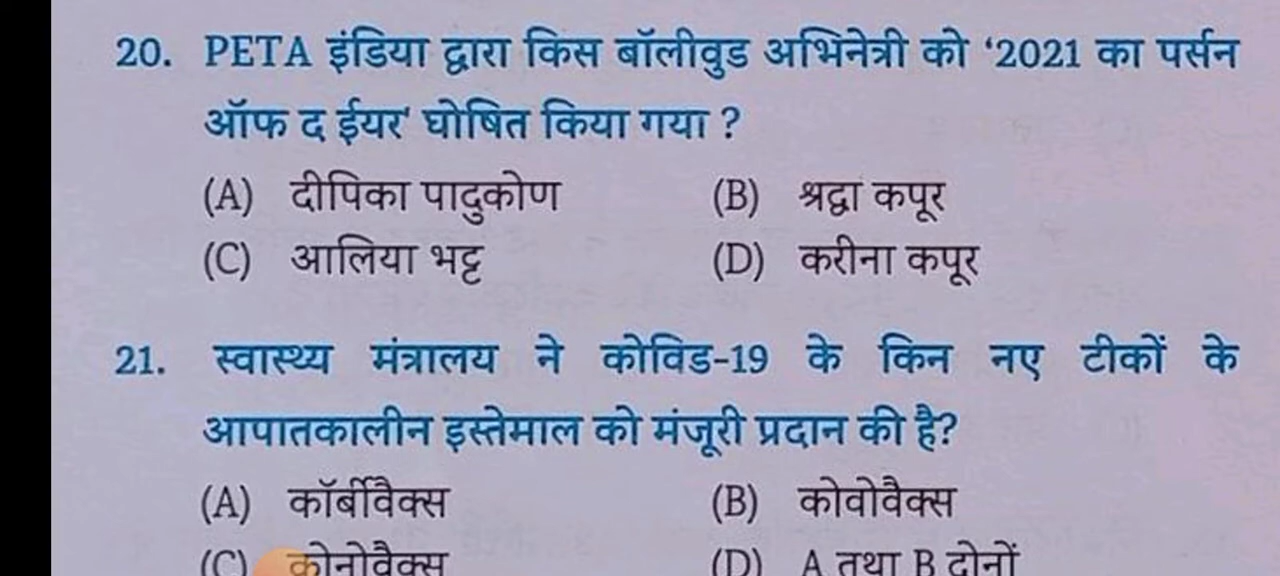 20. PETA इंडिया द्वारा किस बॉलीवुड अभिनेत्री को ‘2021 का पर्सन
ऑफ द ईयर' घोषित किया गया ?
(A) दीपिका पादुकोण (B) श्रद्धा कपूर
(C) आलिया भट्ट (D) करीना कपूर
21. स्वास्थ्य मंत्रालय ने कोविड-19 के किन नए टीकों के
आपातकालीन इस्तेमाल को मंजूरी प्रदान की है?
(A) कॉर्बीवैक्स (B) कोवोवैक्स
(C) कोनोवैक्स (D) A तथा B दोनों